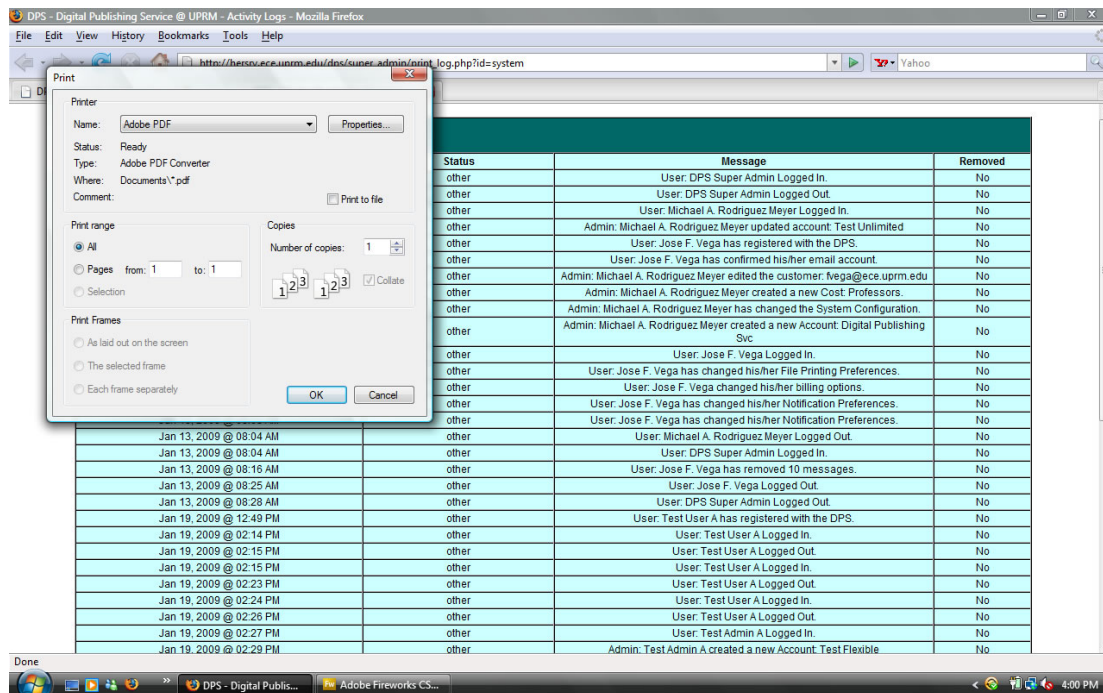 DPS - Digital Publishing Service @ UPRM - Activity Logs - Mozilla Firefox
File Edit View History Bookmarks Tools Help
http://hersry.ece.uprm.edu/dps/super_admin/print_log.php?id=system
Yahoo
Print
Printer
Name: Adobe PDF Properties...
Status: Ready
Type: Adobe PDF Converter
Where: Documents\*.pdf
Comment: Print to file
Print range
All
Pages from: 1 to: 1
Selection
Copies
Number of copies: 1
1 2 3 1 2 3 Collate
Print Frames
As laid out on the screen
The selected frame
Each frame separately
OK Cancel
Status Message Removed
other User: DPS Super Admin Logged In. No
other User: DPS Super Admin Logged Out. No
other User: Michael A. Rodriguez Meyer Logged In. No
other Admin: Michael A. Rodriguez Meyer updated account: Test Unlimited No
other User: Jose F. Vega has registered with the DPS. No
other User: Jose F. Vega has confirmed his/her email account. No
other Admin: Michael A. Rodriguez Meyer edited the customer: fvega@ece.uprm.edu No
other Admin: Michael A. Rodriguez Meyer created a new Cost: Professors. No
other Admin: Michael A. Rodriguez Meyer has changed the System Configuration. No
other Admin: Michael A. Rodriguez Meyer created a new Account: Digital Publishing
Svc No
other User: Jose F. Vega Logged In. No
other User: Jose F. Vega has changed his/her File Printing Preferences. No
other User: Jose F. Vega changed his/her billing options. No
other User: Jose F. Vega has changed his/her Notification Preferences. No
other User: Jose F. Vega has changed his/her Notification Preferences. No
Jan 13, 2009 @ 08:04 AM other User: Michael A. Rodriguez Meyer Logged Out. No
Jan 13, 2009 @ 08:04 AM other User: DPS Super Admin Logged In. No
Jan 13, 2009 @ 08:16 AM other User: Jose F. Vega has removed 10 messages. No
Jan 13, 2009 @ 08:25 AM other User: Jose F. Vega Logged Out. No
Jan 13, 2009 @ 08:28 AM other User: DPS Super Admin Logged Out. No
Jan 19, 2009 @ 12:49 PM other User: Test User A has registered with the DPS. No
Jan 19, 2009 @ 02:14 PM other User: Test User A Logged In. No
Jan 19, 2009 @ 02:15 PM other User: Test User A Logged Out. No
Jan 19, 2009 @ 02:15 PM other User: Test User A Logged In. No
Jan 19, 2009 @ 02:23 PM other User: Test User A Logged Out. No
Jan 19, 2009 @ 02:24 PM other User: Test User A Logged In. No
Jan 19, 2009 @ 02:26 PM other User: Test User A Logged Out. No
Jan 19, 2009 @ 02:27 PM other User: Test Admin A Logged In. No
Jan 19, 2009 @ 02:29 PM other Admin: Test Admin A created a new Account: Test Flexible No
Done
DPS - Digital Publis... Adobe Fireworks CS... 4:00 PM